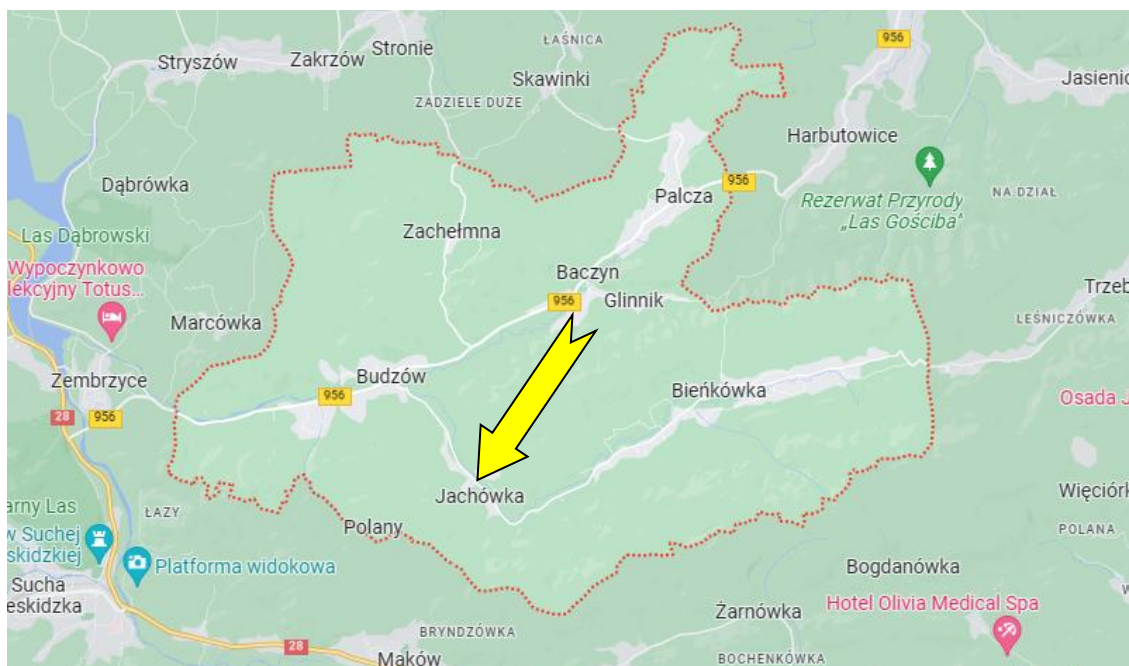 Stryszów
Zakrzów
Stronie
ŁAŚNICA
956
Skawinki
Jasienic
ZADZIELE DUŻE
Harbutowice
Dąbrówka
Palcza
956
Rezerwat Przyrody
„Las Gościba"
NA DZIAŁ
Las Dąbrowski
Zachełmna
Wypoczynkowo
lekcyjny Totus...
Baczyn
956
Glinnik
Trzeb
Marcówka
LEŚNICZÓWKA
Zembrzyce
Budzów
956
Bieńkówka
28
956
Osada J
Jachówka
Więciórk
arny Las
ŁAZY
Polany
POLANA
w Suchej
skidzkiej
Platforma widokowa
Bogdanówka
Sucha
eskidzka
Żarnówka
Hotel Olivia Medical Spa
BRYNDZÓWKA
28
Maków
BOCHENKÓWKA